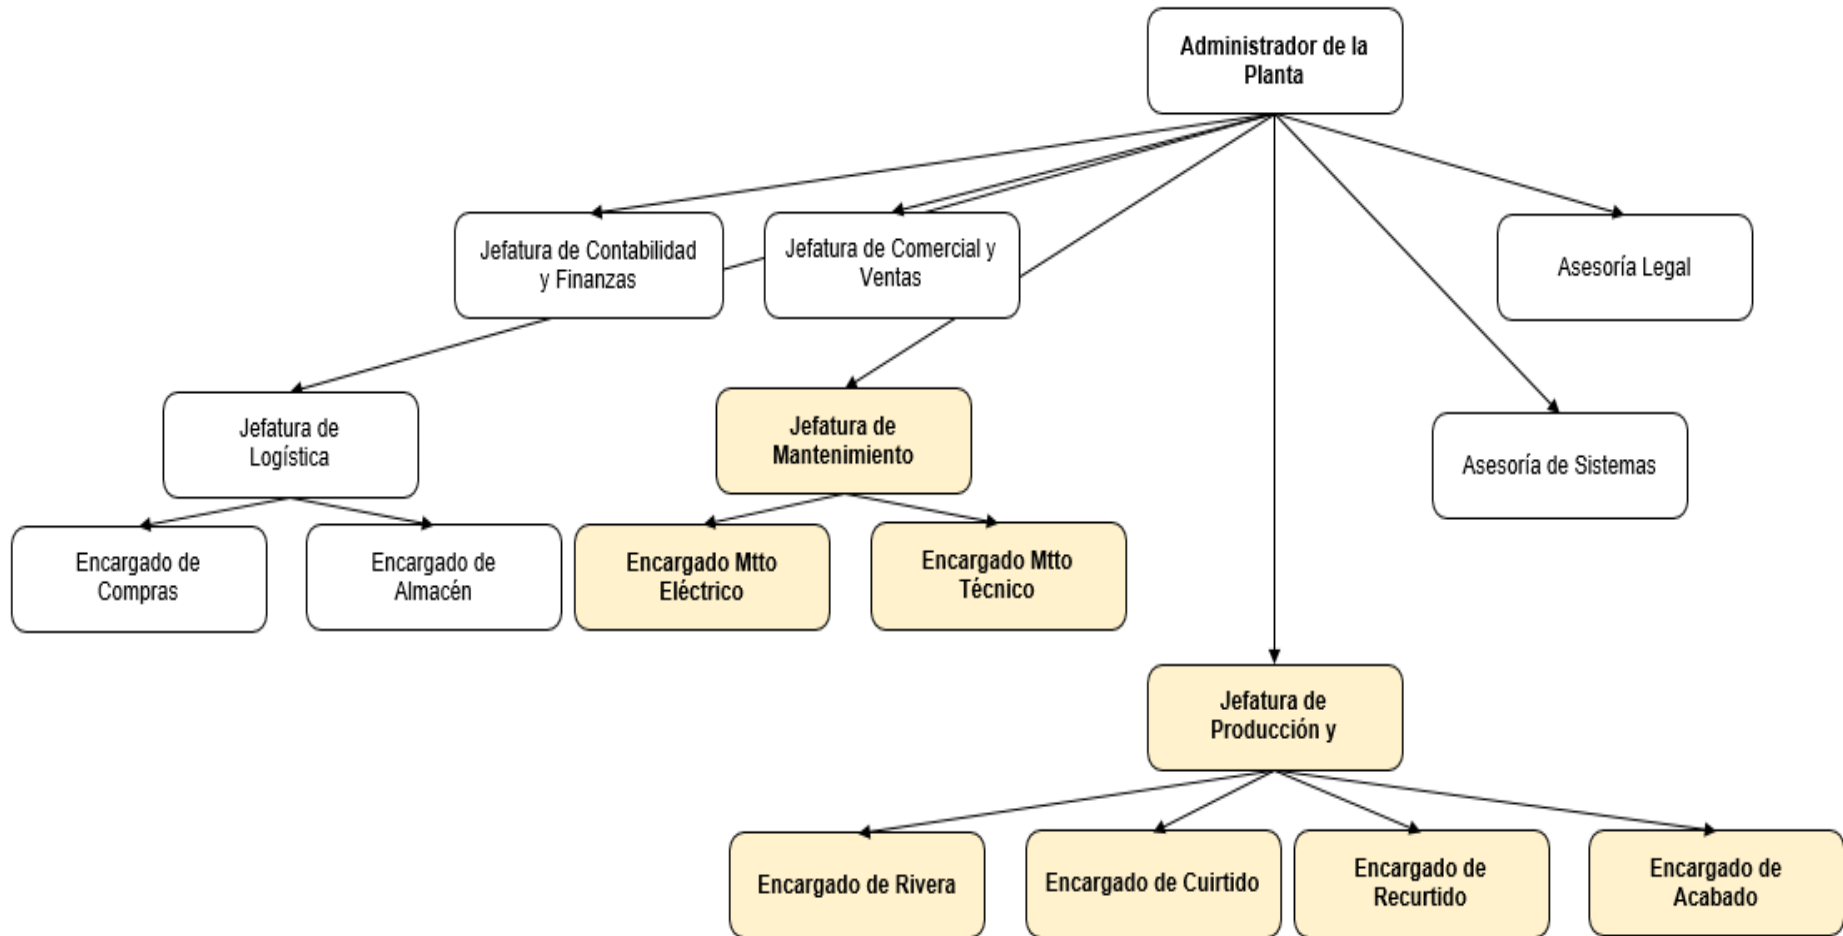 Administrador de la
Planta
Jefatura de Contabilidad
y Finanzas
Jefatura de Comercial y
Ventas
Asesoría Legal
Jefatura de
Logística
Jefatura de
Mantenimiento
Asesoría de Sistemas
Encargado de
Compras
Encargado de
Almacén
Encargado Mtto
Eléctrico
Encargado Mtto
Técnico
Jefatura de
Producción y
Encargado de Rivera
Encargado de Cuirtido
Encargado de
Recurtido
Encargado de
Acabado